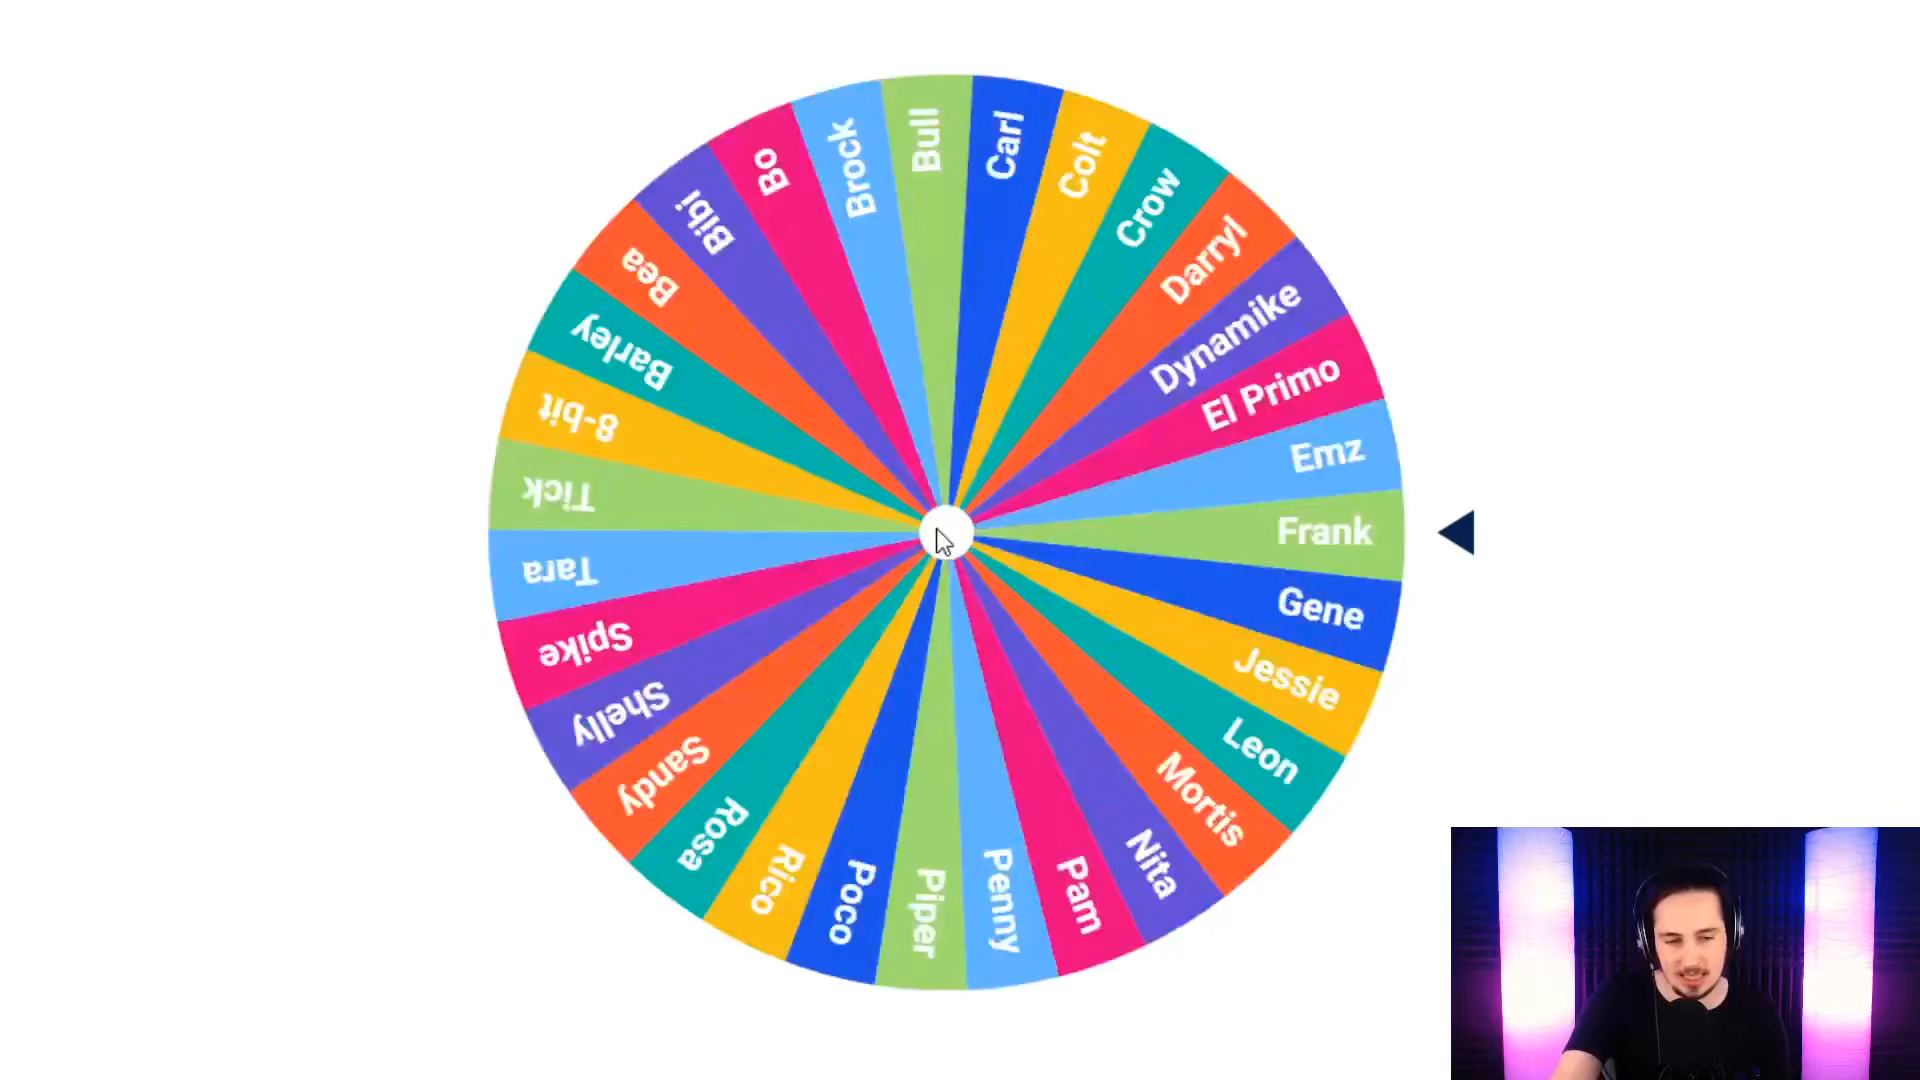 8-bit
Barley
Bea
Bibi
Bo
Brock
Bull
Carl
Colt
Crow
Darryl
Dynamike
El Primo
Emz
Frank
Gene
Jessie
Leon
Mortis
Nita
Pam
Penny
Piper
Poco
Rico
Rosa
Sandy
Shelly
Spike
Tara
Tick